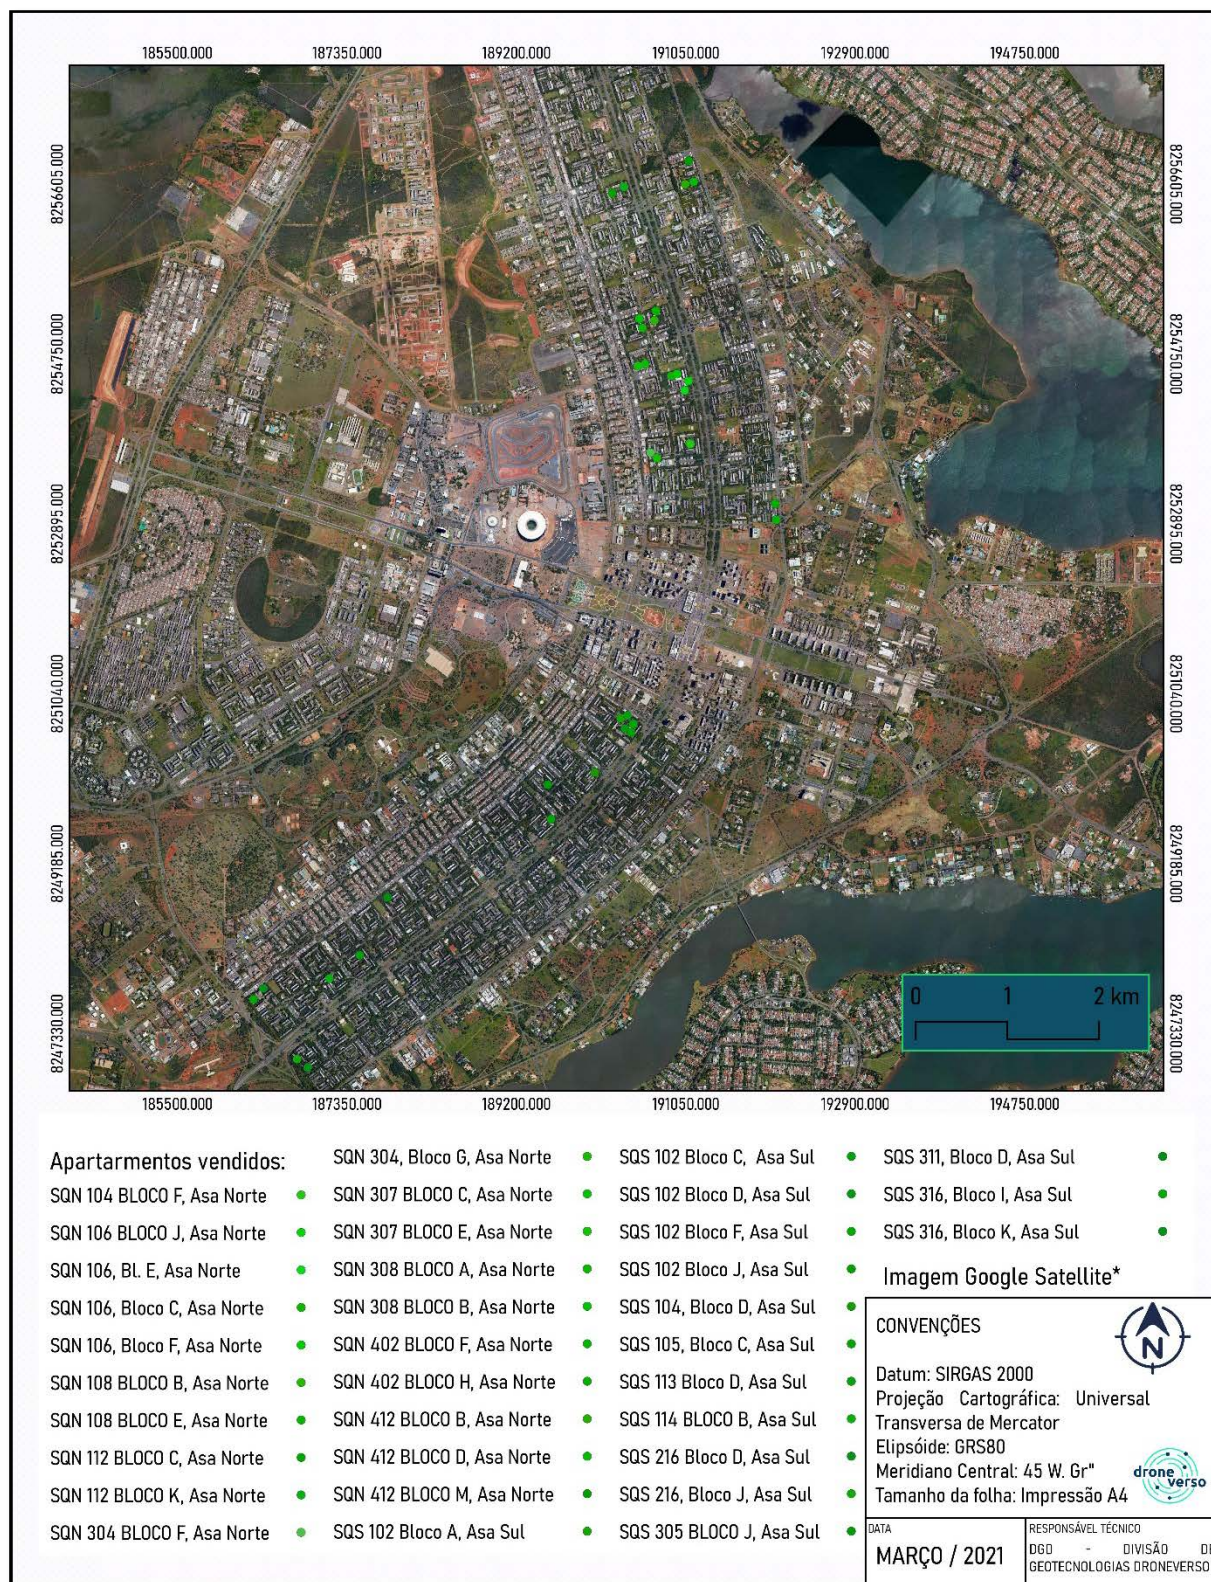 185500.000 187350.000 189200.000 191050.000 192900.000 194750.000
8256605.000 8256605.000
8254750.000 8254750.000
8252895.000 8252895.000
8251040.000 8251040.000
8249185.000 8249185.000
8247330.000 8247330.000
0 1 2 km
185500.000 187350.000 189200.000 191050.000 192900.000 194750.000
Apartarmentos vendidos:
SQN 104 BLOCO F, Asa Norte
SQN 106 BLOCO J, Asa Norte
SQN 106, Bl. E, Asa Norte
SQN 106, Bloco C, Asa Norte
SQN 106, Bloco F, Asa Norte
SQN 108 BLOCO B, Asa Norte
SQN 108 BLOCO E, Asa Norte
SQN 112 BLOCO C, Asa Norte
SQN 112 BLOCO K, Asa Norte
SQN 304 BLOCO F, Asa Norte
SQN 304, Bloco G, Asa Norte
SQN 307 BLOCO C, Asa Norte
SQN 307 BLOCO E, Asa Norte
SQN 308 BLOCO A, Asa Norte
SQN 308 BLOCO B, Asa Norte
SQN 402 BLOCO F, Asa Norte
SQN 402 BLOCO H, Asa Norte
SQN 412 BLOCO B, Asa Norte
SQN 412 BLOCO D, Asa Norte
SQN 412 BLOCO M, Asa Norte
SQS 102 Bloco A, Asa Sul
SQS 102 Bloco C, Asa Sul
SQS 102 Bloco D, Asa Sul
SQS 102 Bloco F, Asa Sul
SQS 102 Bloco J, Asa Sul
SQS 104, Bloco D, Asa Sul
SQS 105, Bloco C, Asa Sul
SQS 113 Bloco D, Asa Sul
SQS 114 BLOCO B, Asa Sul
SQS 216 Bloco D, Asa Sul
SQS 216, Bloco J, Asa Sul
SQS 305 BLOCO J, Asa Sul
SQS 311, Bloco D, Asa Sul
SQS 316, Bloco I, Asa Sul
SQS 316, Bloco K, Asa Sul
Imagem Google Satellite*
CONVENÇÕES
N
Datum: SIRGAS 2000
Projeção Cartográfica: Universal
Transversa de Mercator
Elipsóide: GRS80
Meridiano Central: 45 W. Gr"
Tamanho da folha: Impressão A4
drone
verso
DATA
MARÇO / 2021
RESPONSÁVEL TÉCNICO
DGD - DIVISÃO DE
GEOTECNOLOGIAS DRONEVERSO